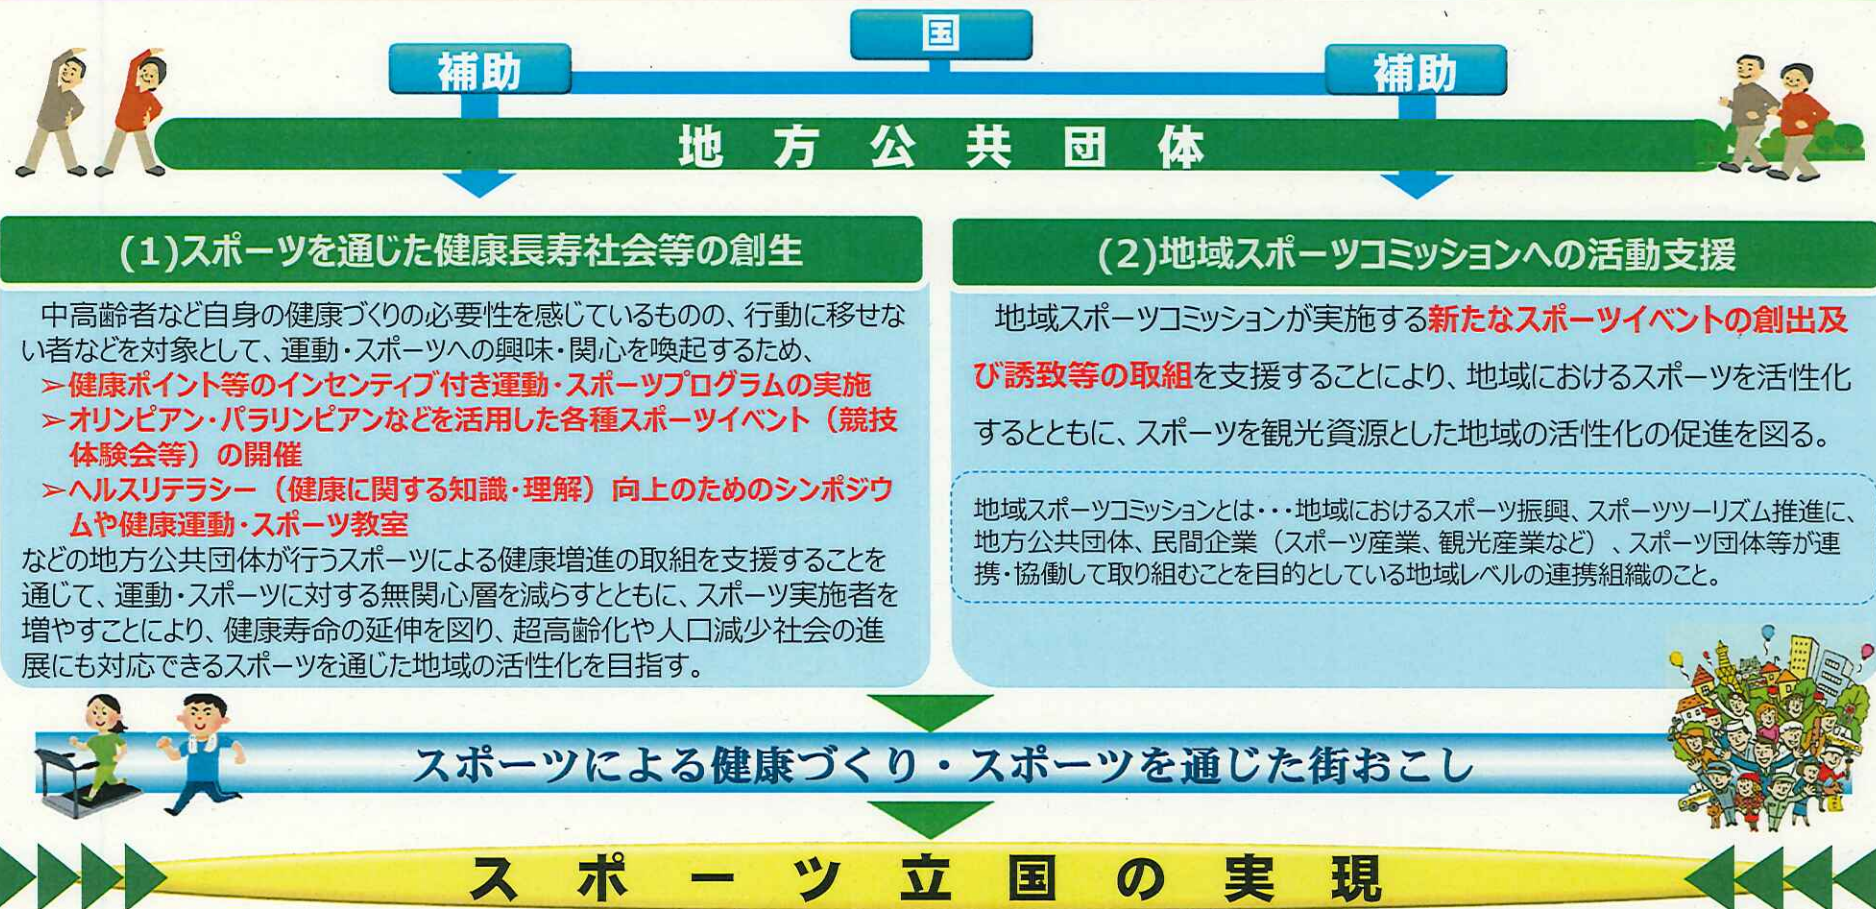 国
補助
補助
地方公共団体
(1)スポーツを通じた健康長寿社会等の創生
中高齢者など自身の健康づくりの必要性を感じているものの、行動に移せな
い者などを対象として、運動・スポーツへの興味・関心を喚起するため、
➢健康ポイント等のインセンティブ付き運動・スポーツプログラムの実施
➢オリンピアン・パラリンピアンなどを活用した各種スポーツイベント（競技
体験会等）の開催
➢ヘルスリテラシー（健康に関する知識・理解）向上のためのシンポジウ
ムや健康運動・スポーツ教室
などの地方公共団体が行うスポーツによる健康増進の取組を支援することを
通じて、運動・スポーツに対する無関心層を減らすとともに、スポーツ実施者を
増やすことにより、健康寿命の延伸を図り、超高齢化や人口減少社会の進
展にも対応できるスポーツを通じた地域の活性化を目指す。
(2)地域スポーツコミッションへの活動支援
地域スポーツコミッションが実施する新たなスポーツイベントの創出及
び誘致等の取組を支援することにより、地域におけるスポーツを活性化
するとともに、スポーツを観光資源とした地域の活性化の促進を図る。
地域スポーツコミッションとは・・・地域におけるスポーツ振興、スポーツツーリズム推進に、
地方公共団体、民間企業（スポーツ産業、観光産業など）、スポーツ団体等が連
携・協働して取り組むことを目的としている地域レベルの連携組織のこと。
スポーツによる健康づくり・スポーツを通じた街おこし
スポーツ立国の実現